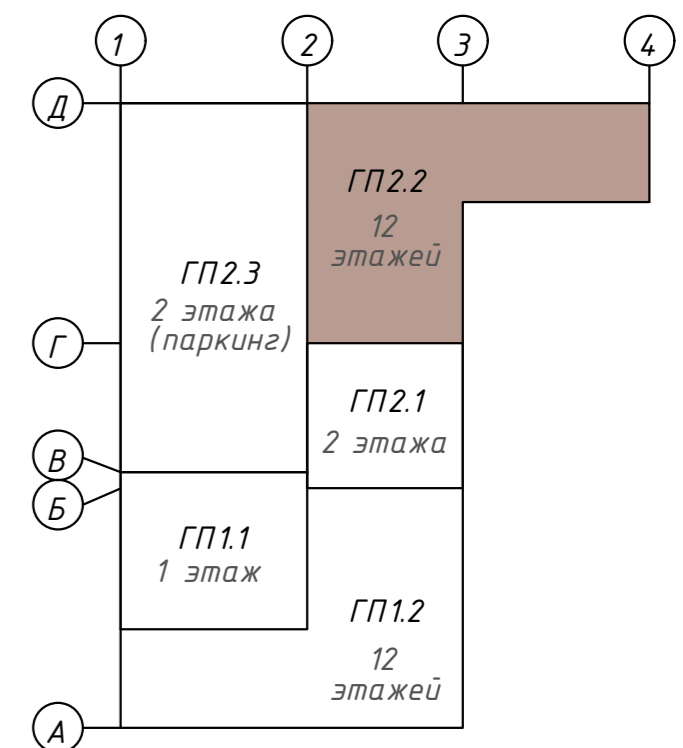 1 2 3 4
Д
ГП2.2
12
этажей
ГП2.3
2 этажа
(паркинг)
Г
ГП2.1
2 этажа
В
Б
ГП1.1
1 этаж
ГП1.2
12
этажей
А